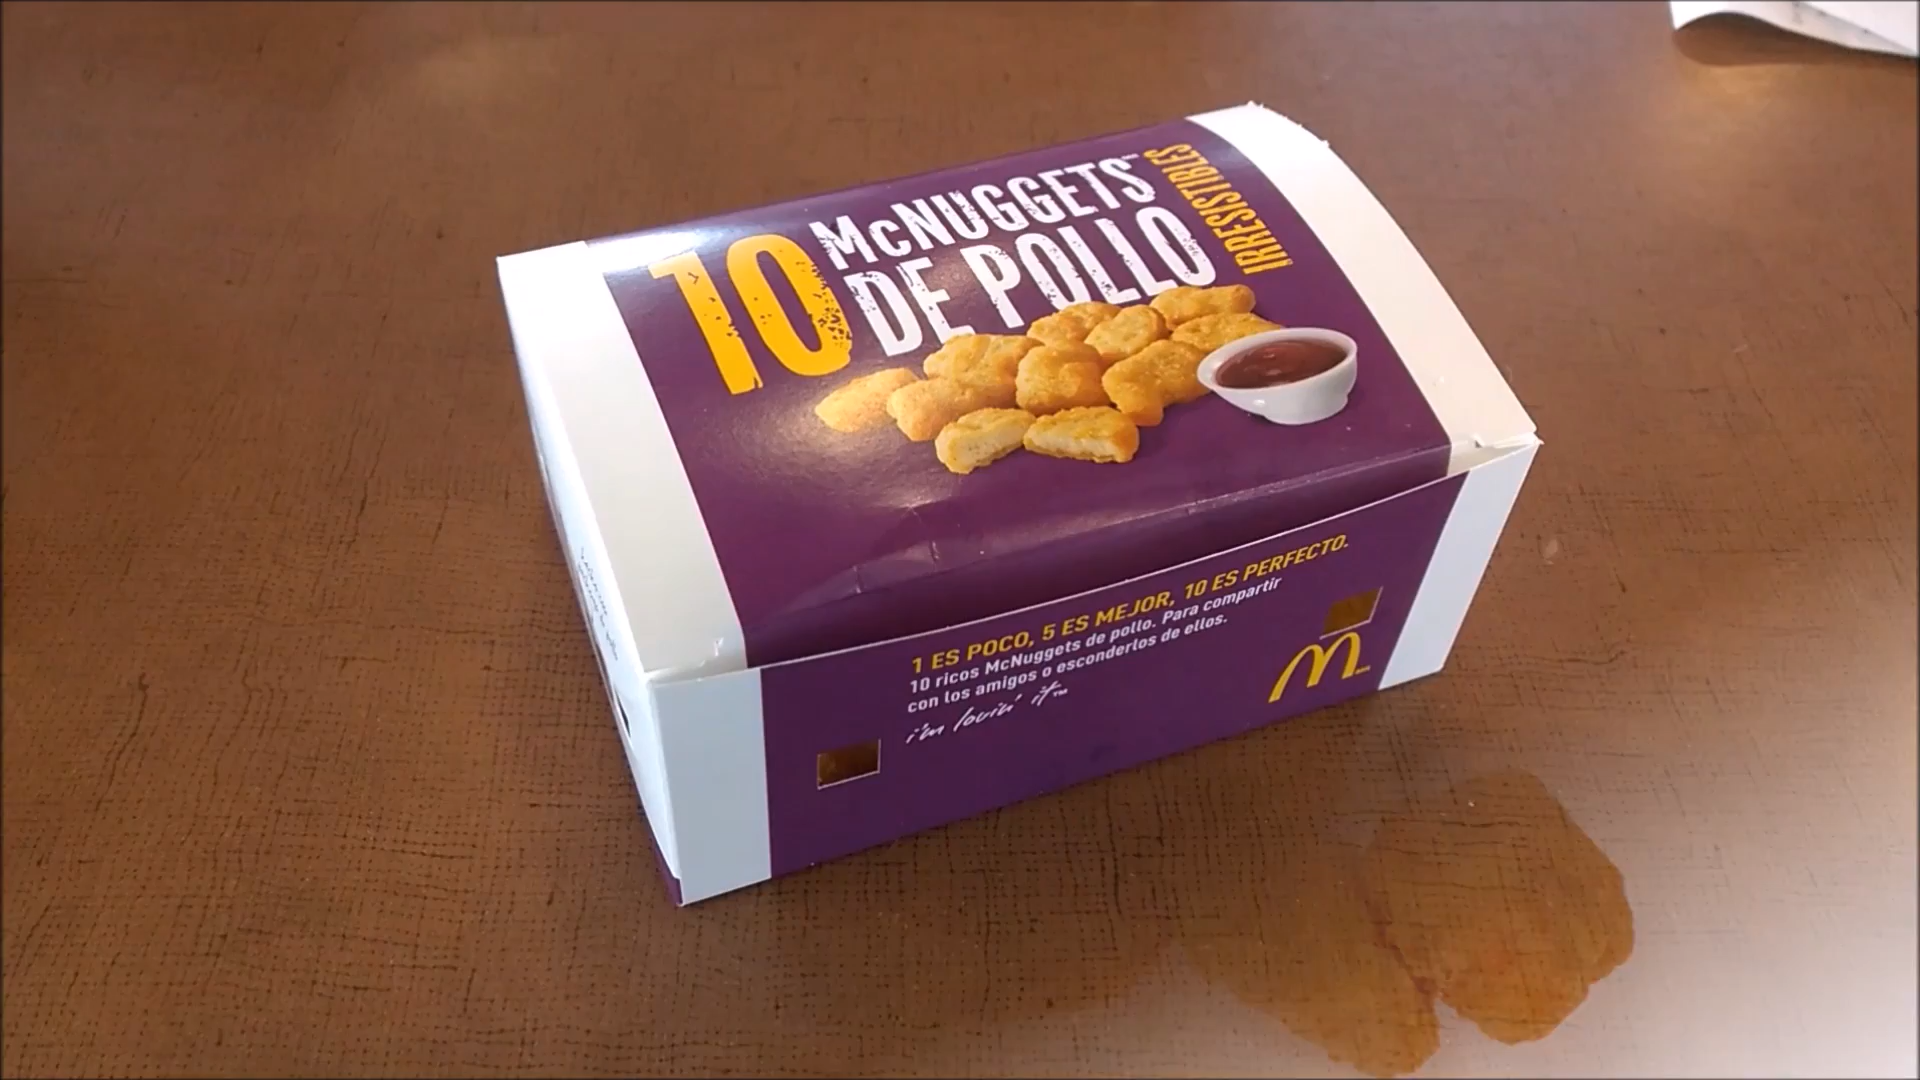 10
McNUGGETS™
DE POLLO
IRRESISTIBLES
1 ES POCO, 5 ES MEJOR, 10 ES PERFECTO.
10 ricos McNuggets de pollo. Para compartir
con los amigos o esconderlos de ellos.
i'm lovin' it™